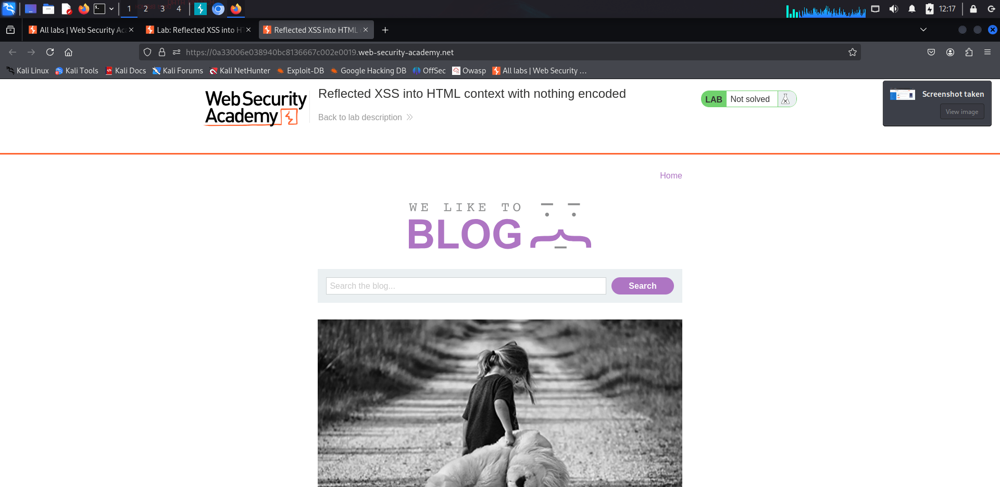 1 2 3 4 12:17
All labs | Web Security Ac
Lab: Reflected XSS into HT
Reflected XSS into HTML
https://0a33006e038940bc8136667c002e0019.web-security-academy.net
Kali Linux Kali Tools Kali Docs Kali Forums Kali NetHunter Exploit-DB Google Hacking DB OffSec Owasp All labs | Web Security ...
Web Security
Academy
Reflected XSS into HTML context with nothing encoded
Back to lab description
LAB Not solved
Screenshot taken
View image
Home
WE LIKE TO
BLOG
Search the blog...
Search